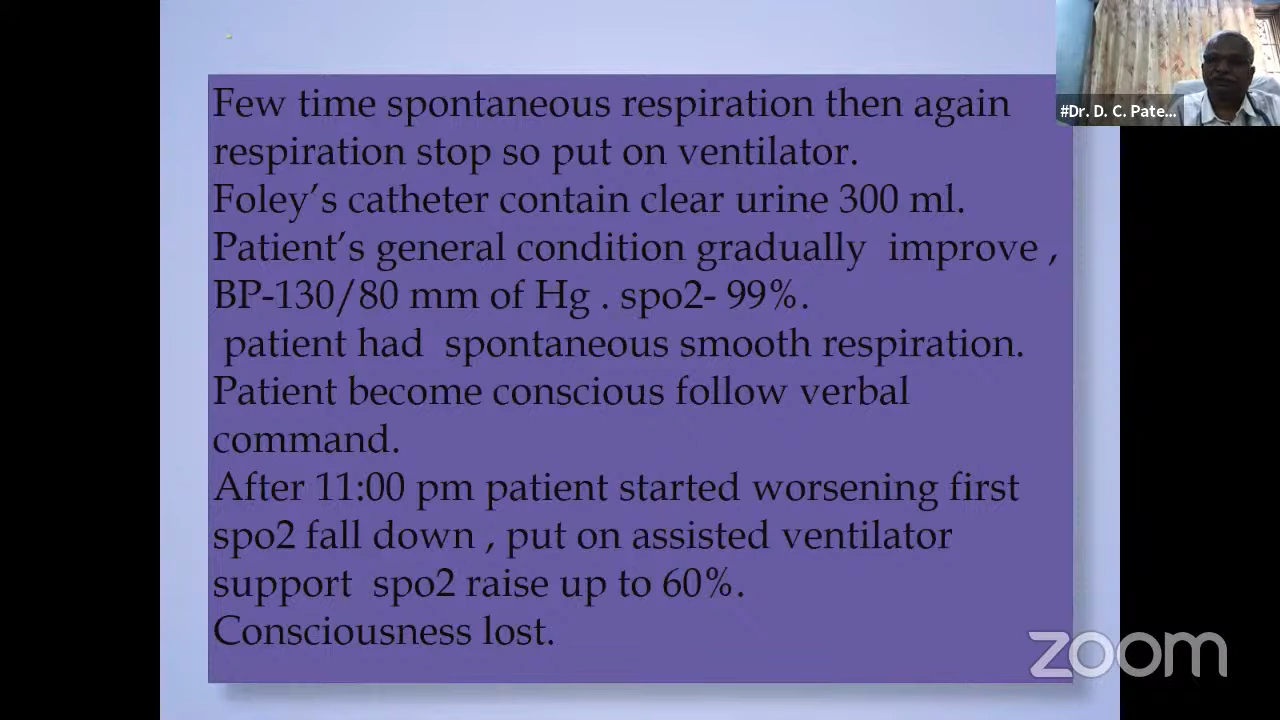 Few time spontaneous respiration then again
respiration stop so put on ventilator.
Foley's catheter contain clear urine 300 ml.
Patient's general condition gradually improve ,
BP-130/80 mm of Hg . spo2- 99%.
patient had spontaneous smooth respiration.
Patient become conscious follow verbal
command.
After 11:00 pm patient started worsening first
spo2 fall down , put on assisted ventilator
support spo2 raise up to 60%.
Consciousness lost.
#Dr. D. C. Pate...
zoom